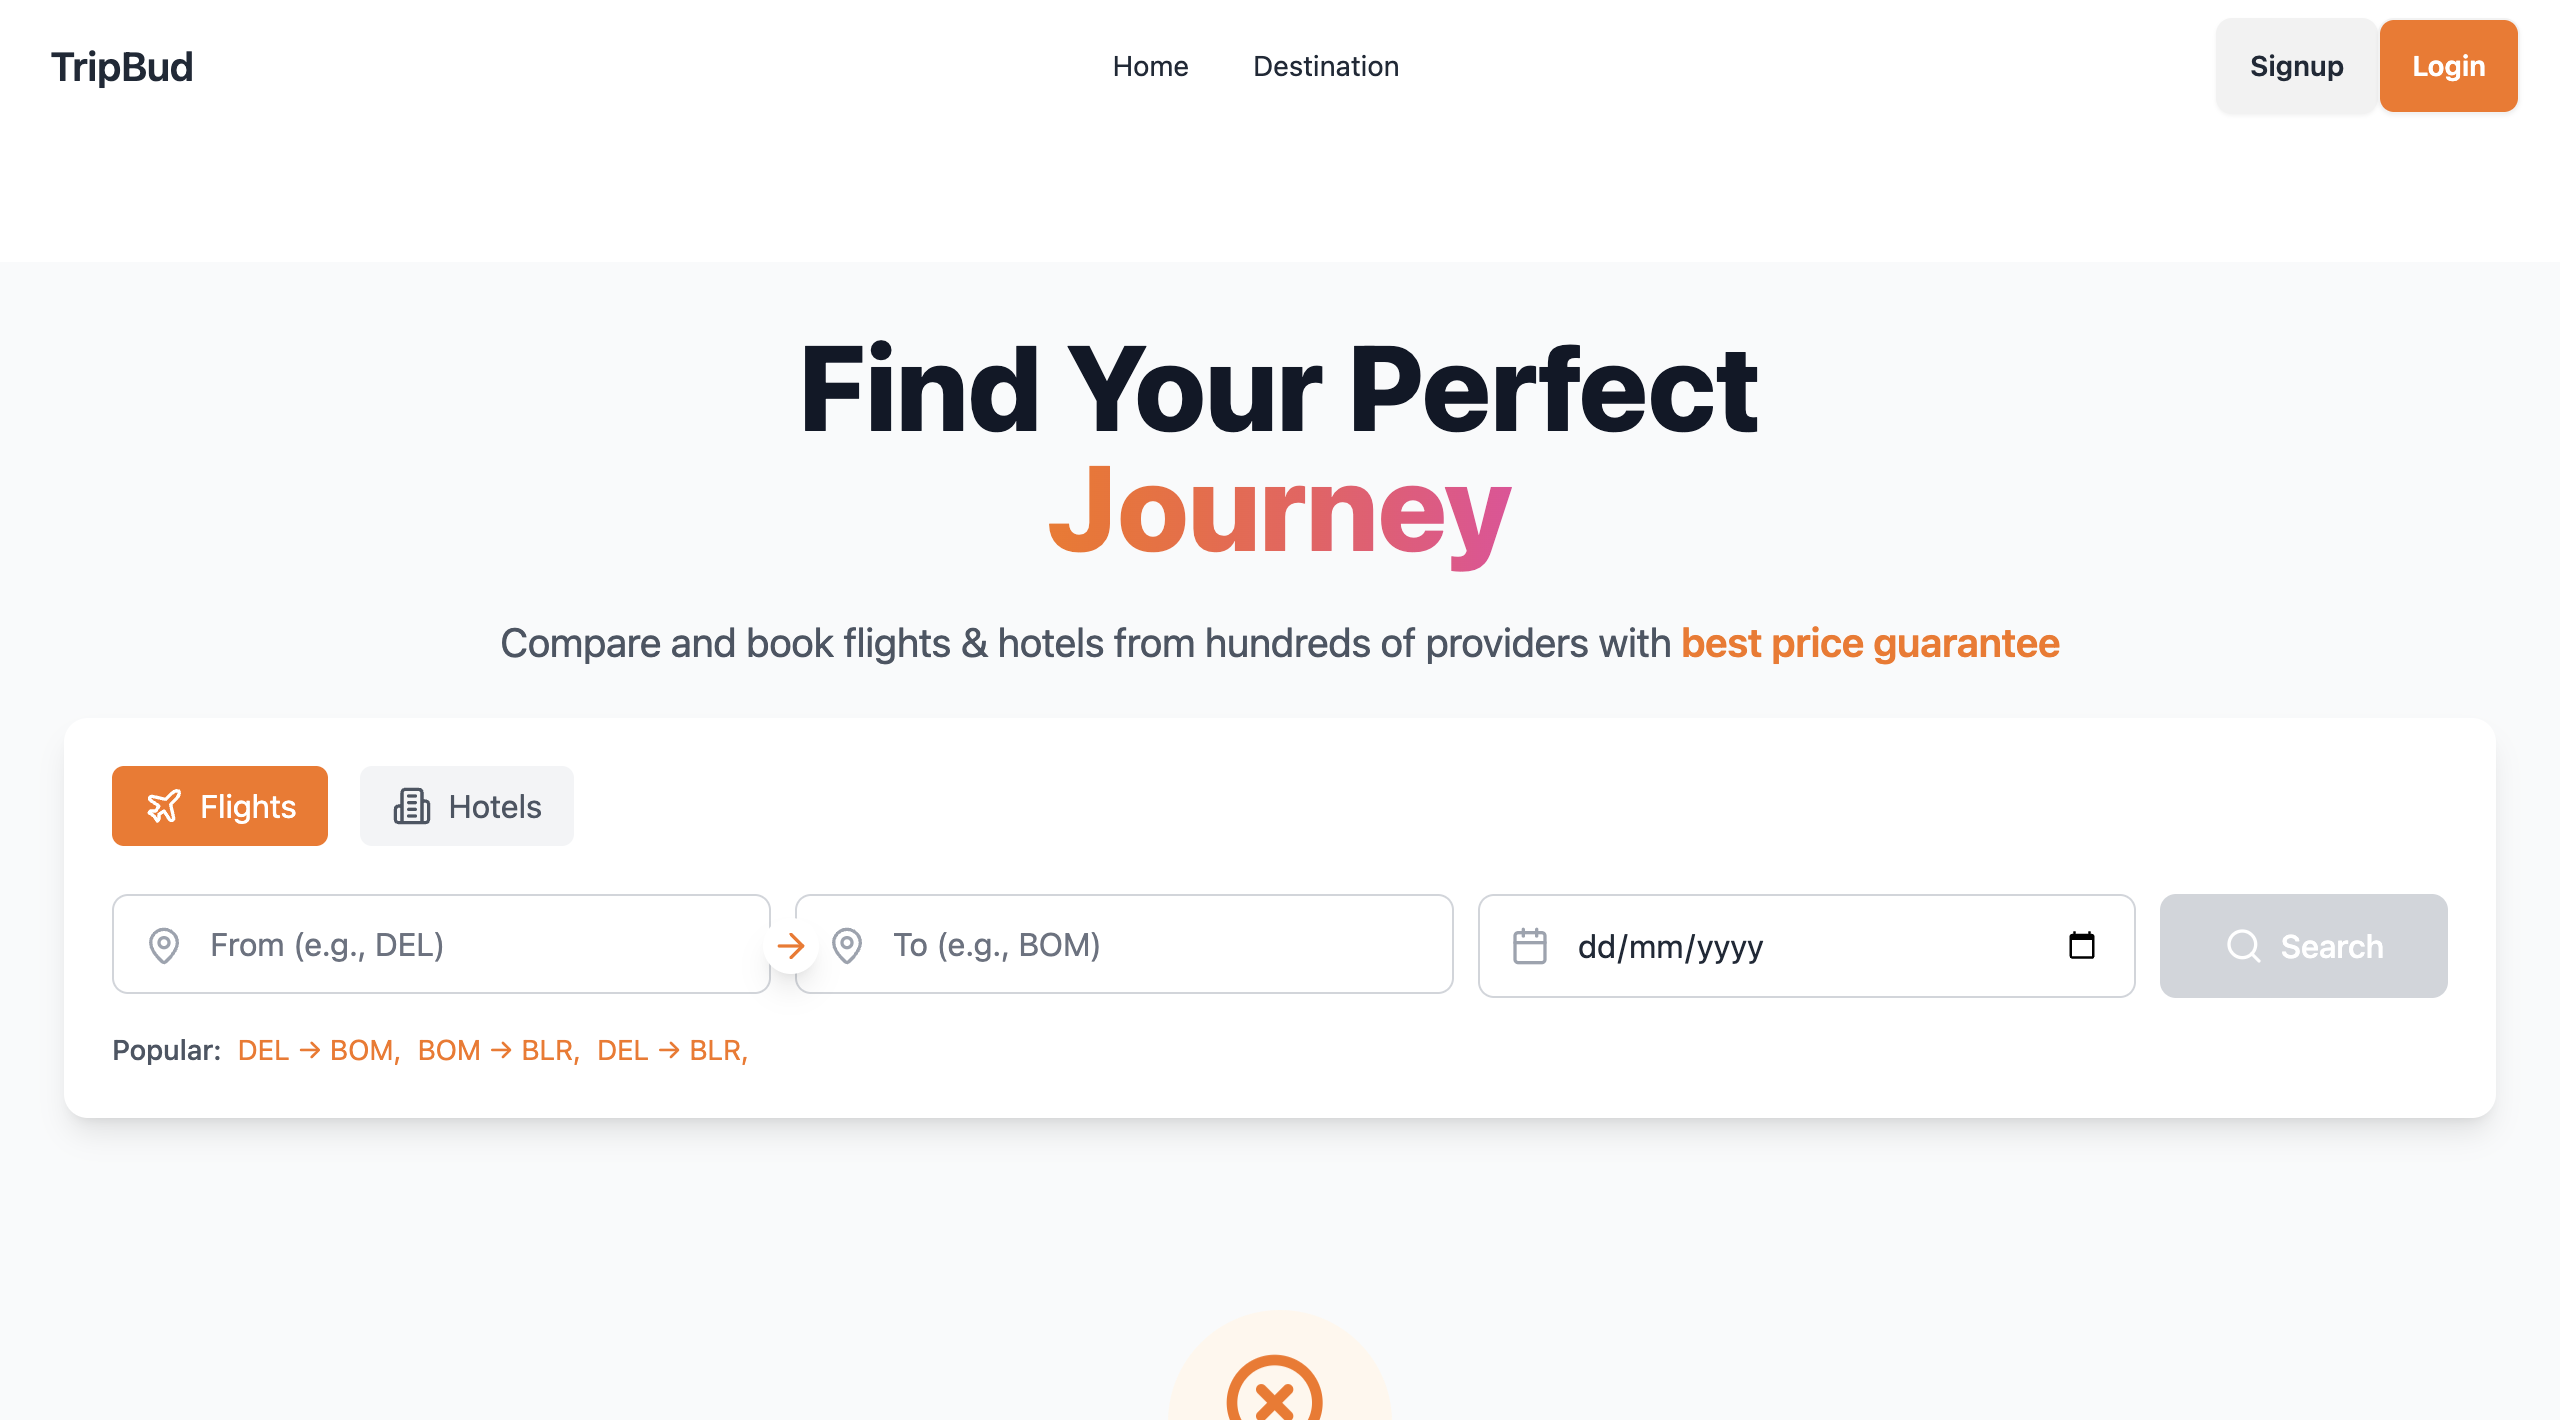 TripBud
Home
Destination
Signup
Login
Find Your Perfect
Journey
Compare and book flights & hotels from hundreds of providers with best price guarantee
Flights
Hotels
From (e.g., DEL)
To (e.g., BOM)
dd/mm/yyyy
Search
Popular: DEL → BOM, BOM → BLR, DEL → BLR,